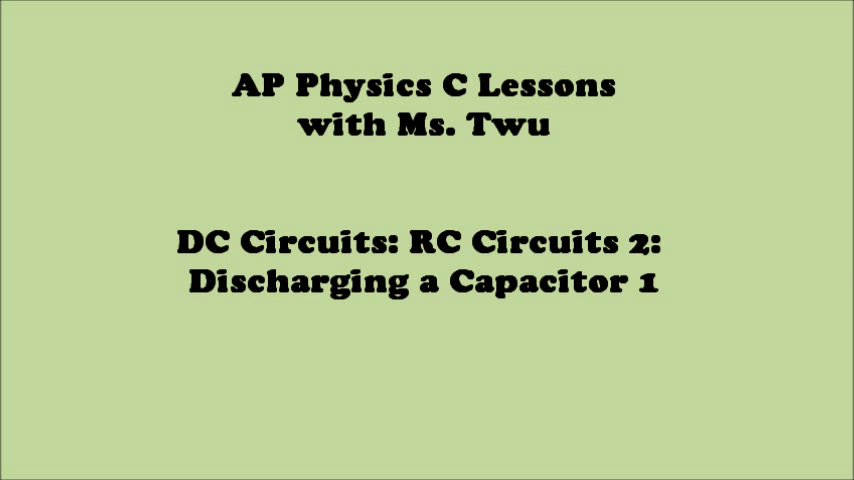 AP Physics C Lessons
with Ms. Twu
DC Circuits: RC Circuits 2:
Discharging a Capacitor 1